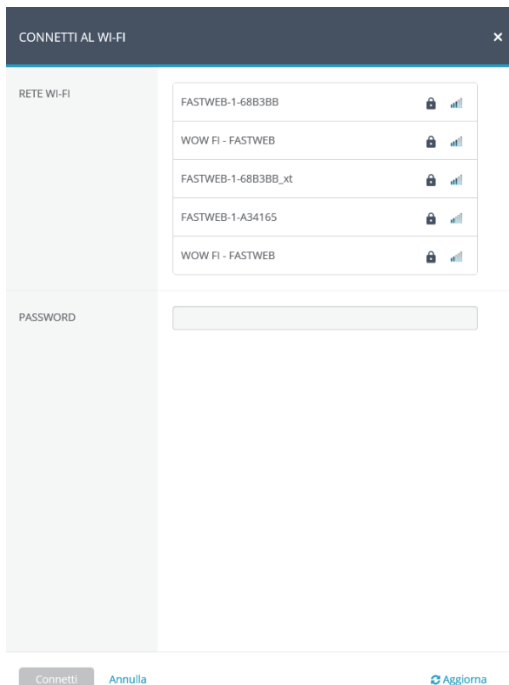 CONNETTI AL WI-FI ×
RETE WI-FI
FASTWEB-1-68B3BB
WOW FI - FASTWEB
FASTWEB-1-68B3BB_xt
FASTWEB-1-A34165
WOW FI - FASTWEB
PASSWORD
Connetti Annulla Aggiorna